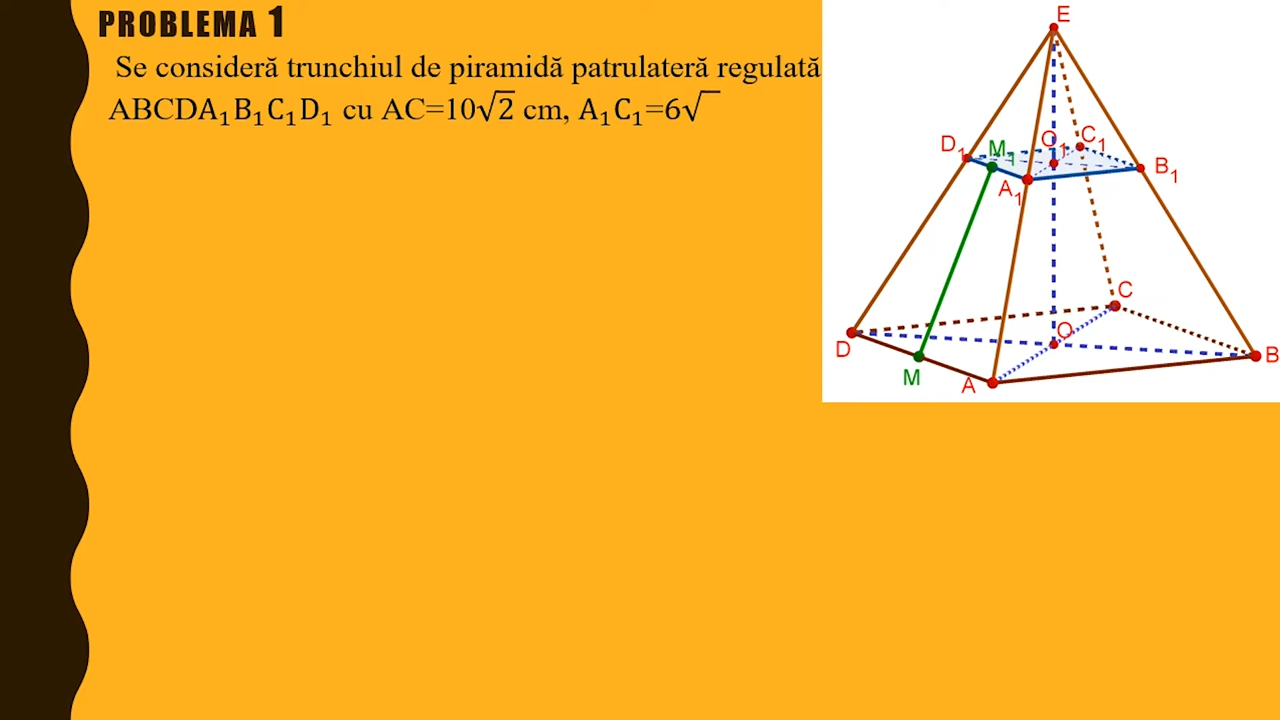 PROBLEMA 1
Se consideră trunchiul de piramidă patrulateră regulată
ABCDA₁B₁C₁D₁ cu AC=10√2 cm, A₁C₁=6√
E
D₁
M₁
O₁
C₁
B₁
A₁
C
O
D
M
A
B